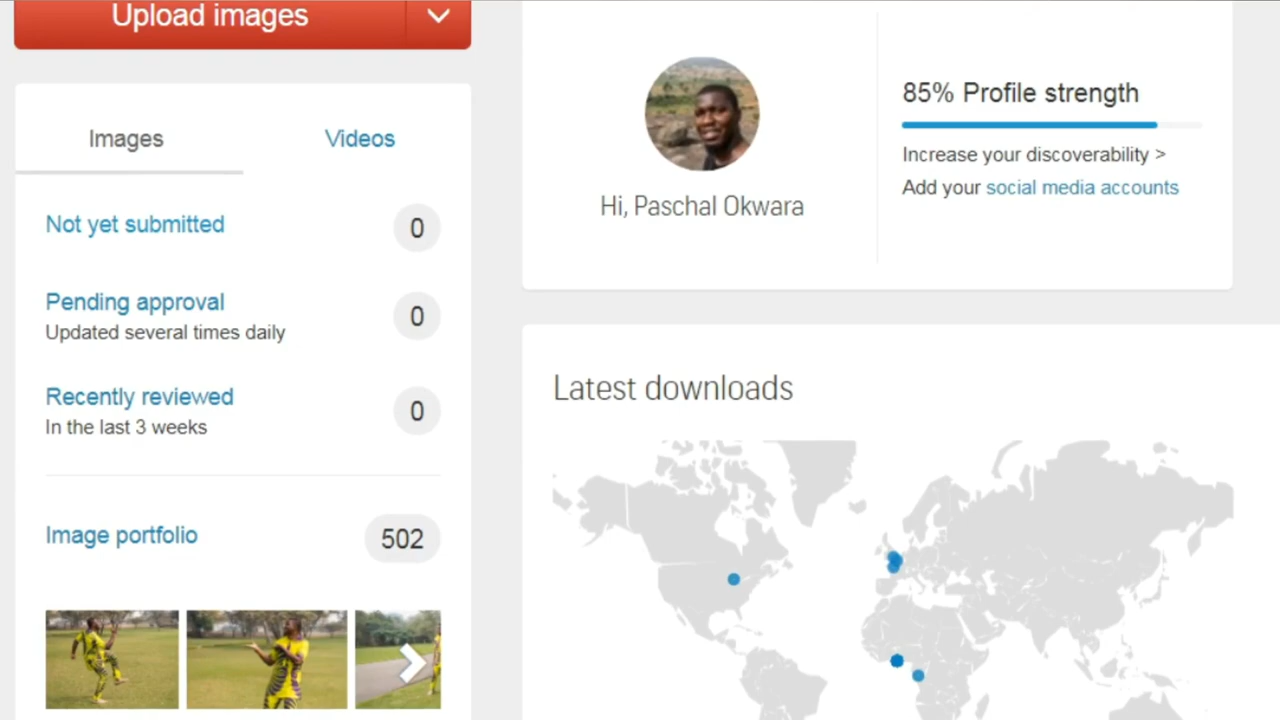 Upload images
Images
Videos
Not yet submitted
0
Pending approval
0
Updated several times daily
Recently reviewed
0
In the last 3 weeks
Image portfolio
502
Hi, Paschal Okwara
85% Profile strength
Increase your discoverability >
Add your social media accounts
Latest downloads